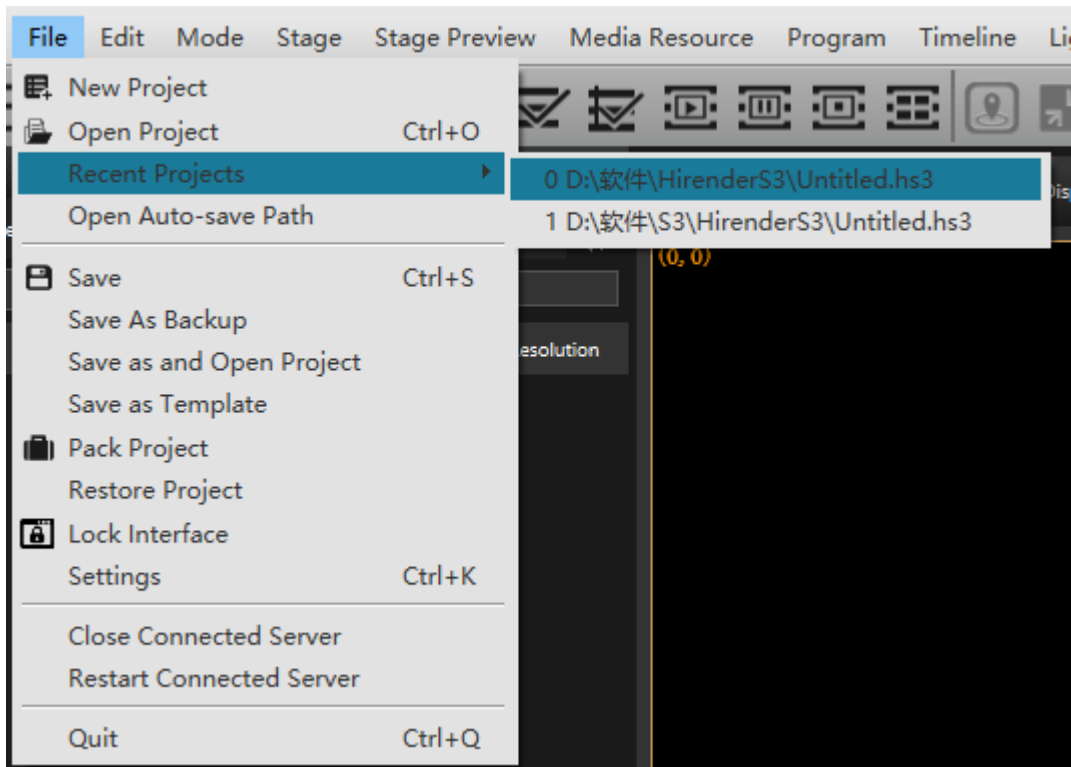 File Edit Mode Stage Stage Preview Media Resource Program Timeline
New Project
Open Project Ctrl+O
Recent Projects
0 D:\软件\HirenderS3\Untitled.hs3
1 D:\软件\S3\HirenderS3\Untitled.hs3
Open Auto-save Path
(0, 0)
Save Ctrl+S
Save As Backup
Save as and Open Project
esolution
Save as Template
Pack Project
Restore Project
Lock Interface
Settings Ctrl+K
Close Connected Server
Restart Connected Server
Quit Ctrl+Q